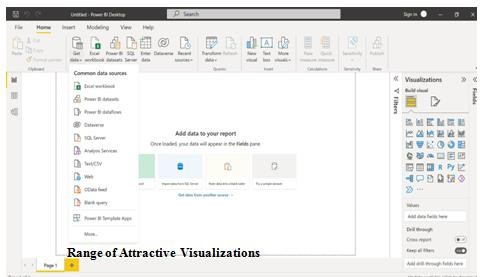 Untitled - Power BI Desktop
Search
Sign in
File Home Insert Modeling View Help
Paste
Cut
Copy
Format painter
Get data
Excel workbook
Power BI datasets
SQL Server
Enter data
Dataverse
Recent sources
Transform data
Refresh
New visual
Text box
More visuals
New measure
Quick measure
Sensitivity
Publish
Clipboard
Queries
Insert
Calculations
Sensitivity
Share
Common data sources
Excel workbook
Power BI datasets
Power BI dataflows
Dataverse
SQL Server
Analysis Services
Text/CSV
Web
OData feed
Blank query
Power BI Template Apps
More...
Add data to your report
Once loaded, your data will appear in the Fields pane.
Import data from SQL Server
Paste data into a blank table
Try a sample dataset
Get data from another source →
Filters
Visualizations
Build visual
Values
Add data fields here
Drill through
Cross report
Keep all filters
Add drill-through fields here
Fields
Range of Attractive Visualizations
Page 1